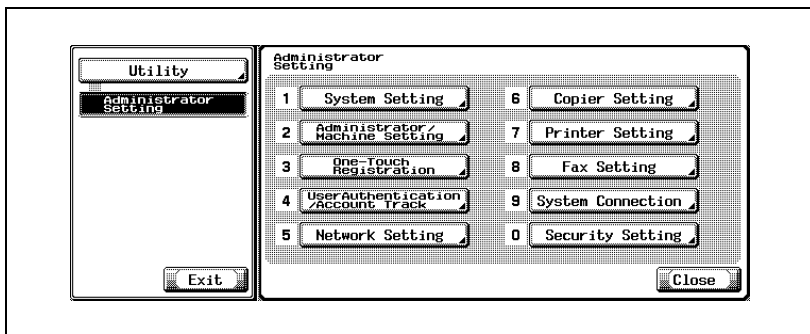 Utility
Administrator
Setting
Exit
Administrator
Setting
1 System Setting
2 Administrator/
Machine Setting
3 One-Touch
Registration
4 UserAuthentication
/Account Track
5 Network Setting
6 Copier Setting
7 Printer Setting
8 Fax Setting
9 System Connection
0 Security Setting
Close